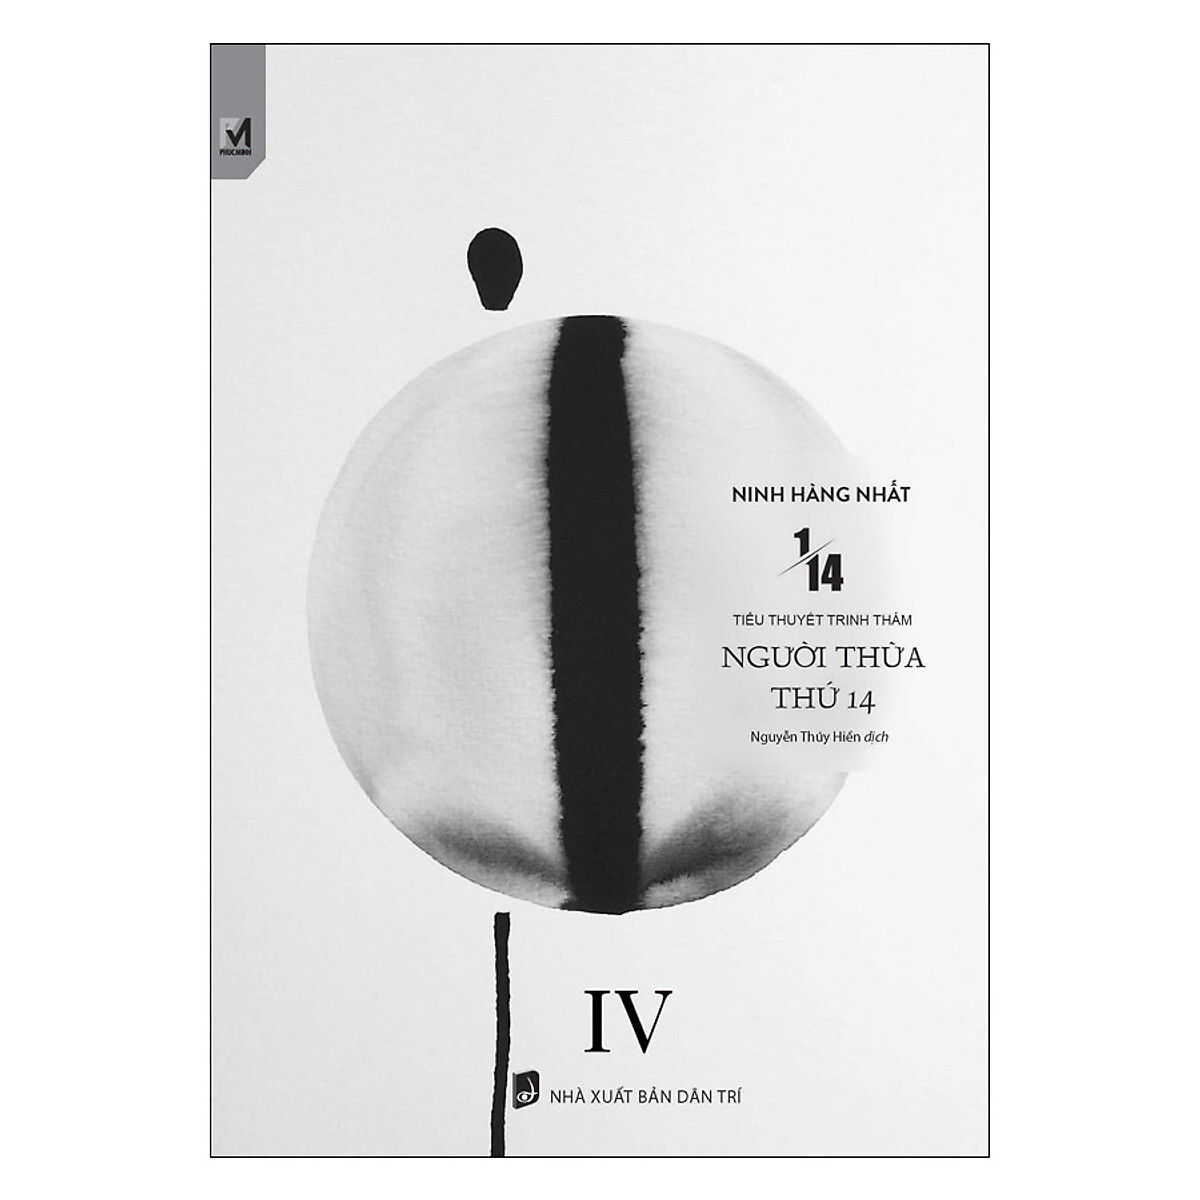 PHUCMINH
NINH HÀNG NHẤT
1/14
TIỂU THUYẾT TRINH THÁM
NGƯỜI THỪA
THỨ 14
Nguyễn Thúy Hiền dịch
IV
NHÀ XUẤT BẢN DÂN TRÍ